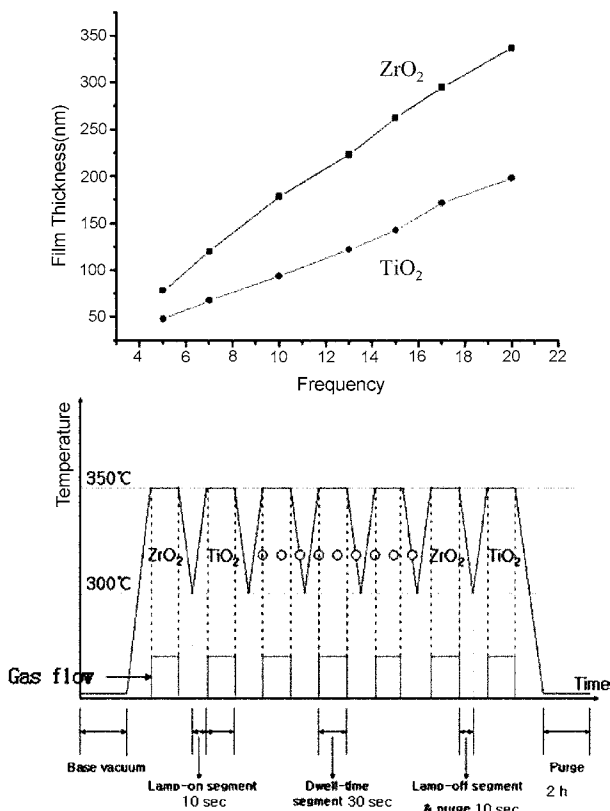 350
300
250
200
150
100
50
Film Thickness(nm)
ZrO2
TiO2
4 6 8 10 12 14 16 18 20 22
Frequency
Temperature
350℃
300℃
ZrO2 TiO2 ZrO2 TiO2
Gas flow
Time
Base vacuum
Lamp-on segment
10 sec
Dwell-time
segment 30 sec
Lamp-off segment
& purge 10 sec
Purge
2 h